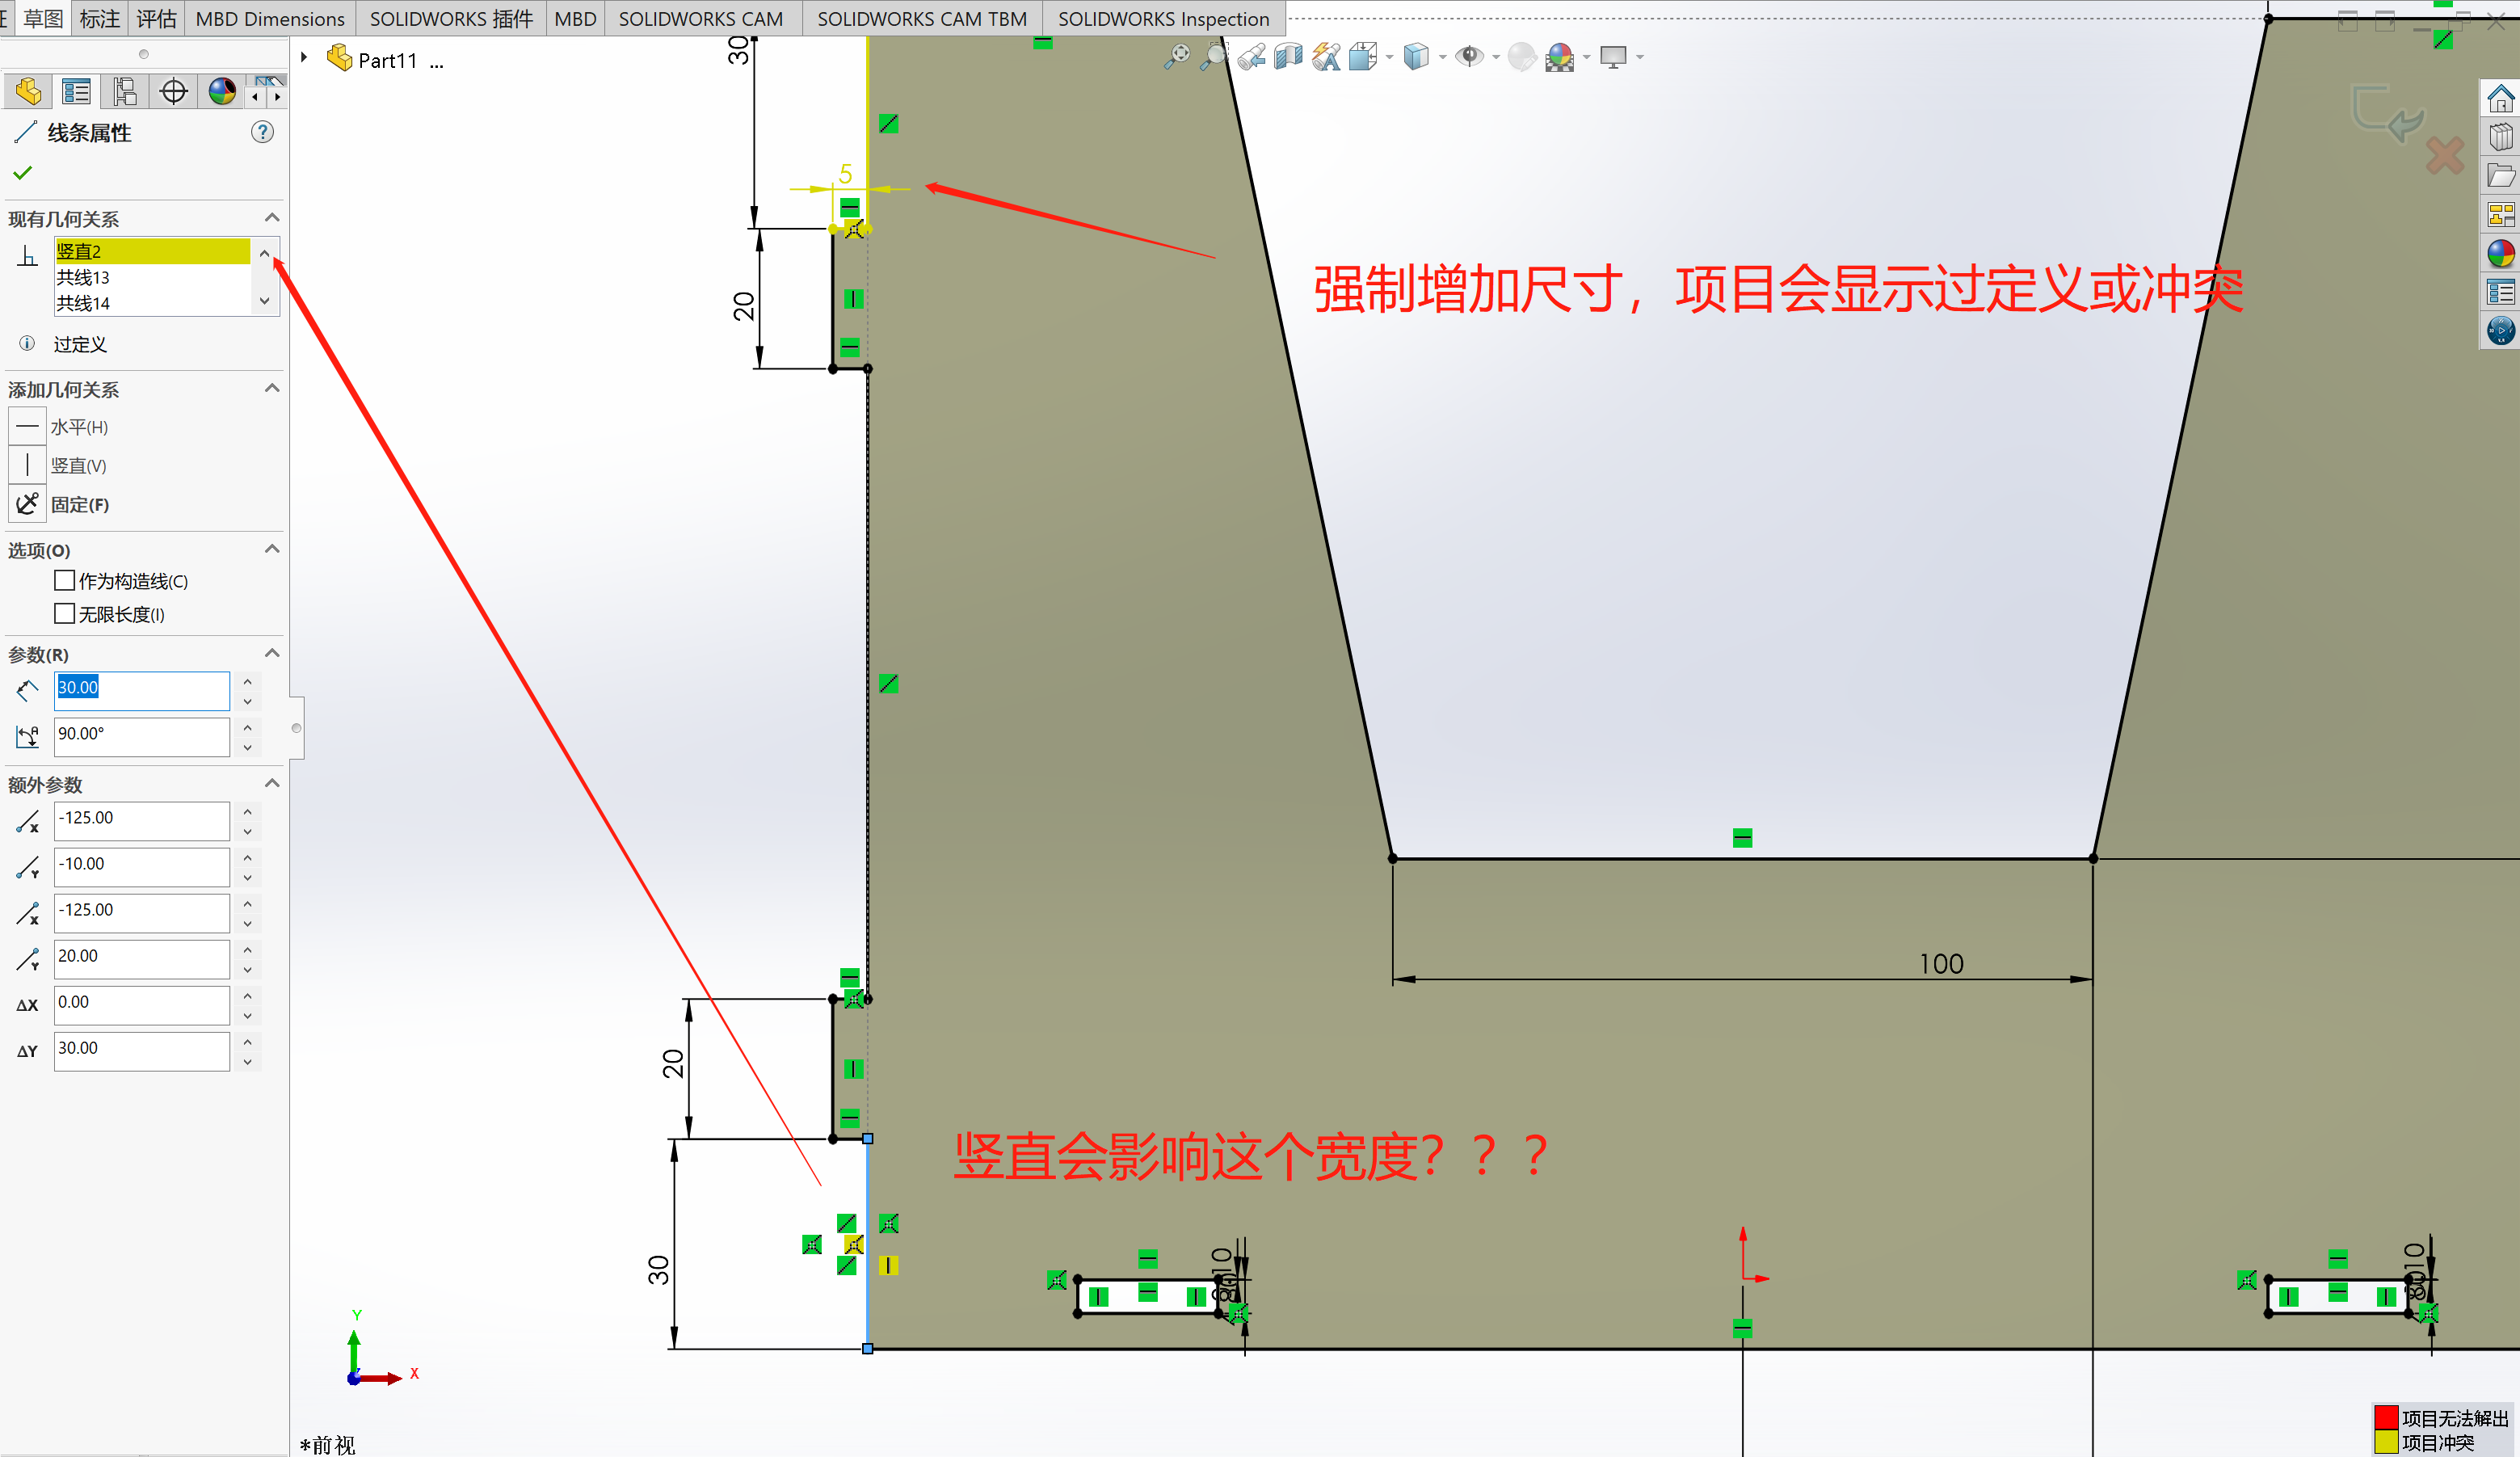 草图 标注 评估 MBD Dimensions SOLIDWORKS 插件 MBD SOLIDWORKS CAM SOLIDWORKS CAM TBM SOLIDWORKS Inspection
Part11 ...
线条属性
?
现有几何关系
竖直2
共线13
共线14
过定义
添加几何关系
水平(H)
竖直(V)
固定(F)
选项(O)
作为构造线(C)
无限长度(I)
参数(R)
30.00
90.00°
额外参数
-125.00
-10.00
-125.00
20.00
ΔX 0.00
ΔY 30.00
30
5
20
强制增加尺寸，项目会显示过定义或冲突
100
20
竖直会影响这个宽度？？？
30
10
10
Y
X
*前视
项目无法解出
项目冲突